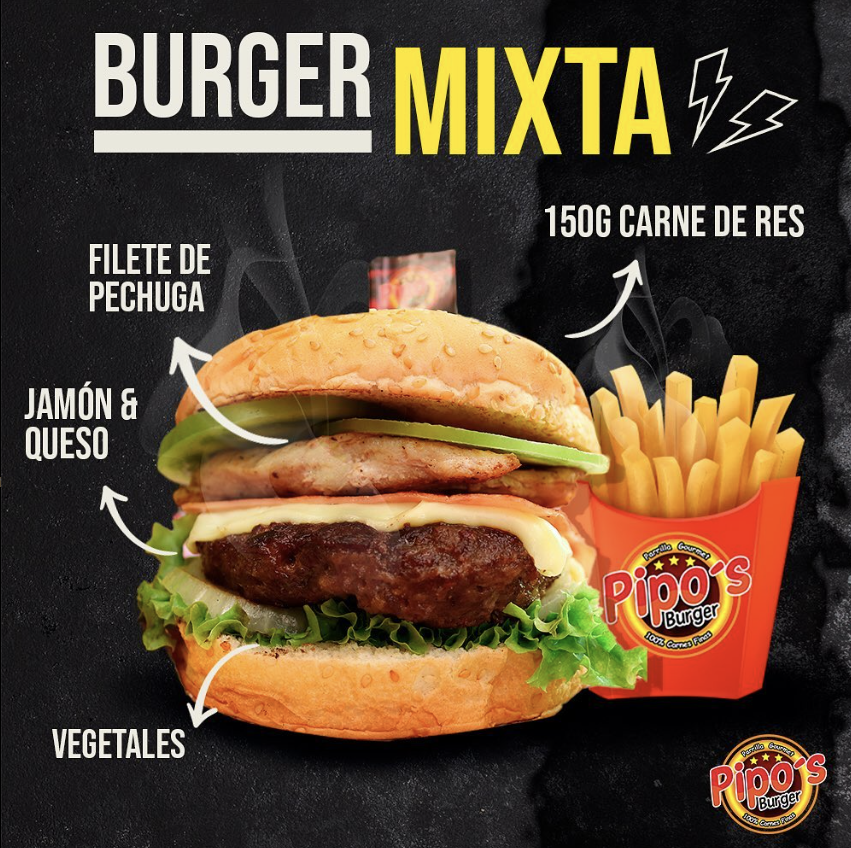 BURGER MIXTA
150G CARNE DE RES
FILETE DE
PECHUGA
JAMÓN &
QUESO
VEGETALES
Parrilla Gourmet
Pipo´s
Burger
100% Carnes Finas
Parrilla Gourmet
Pipo´s
Burger
100% Carnes Finas